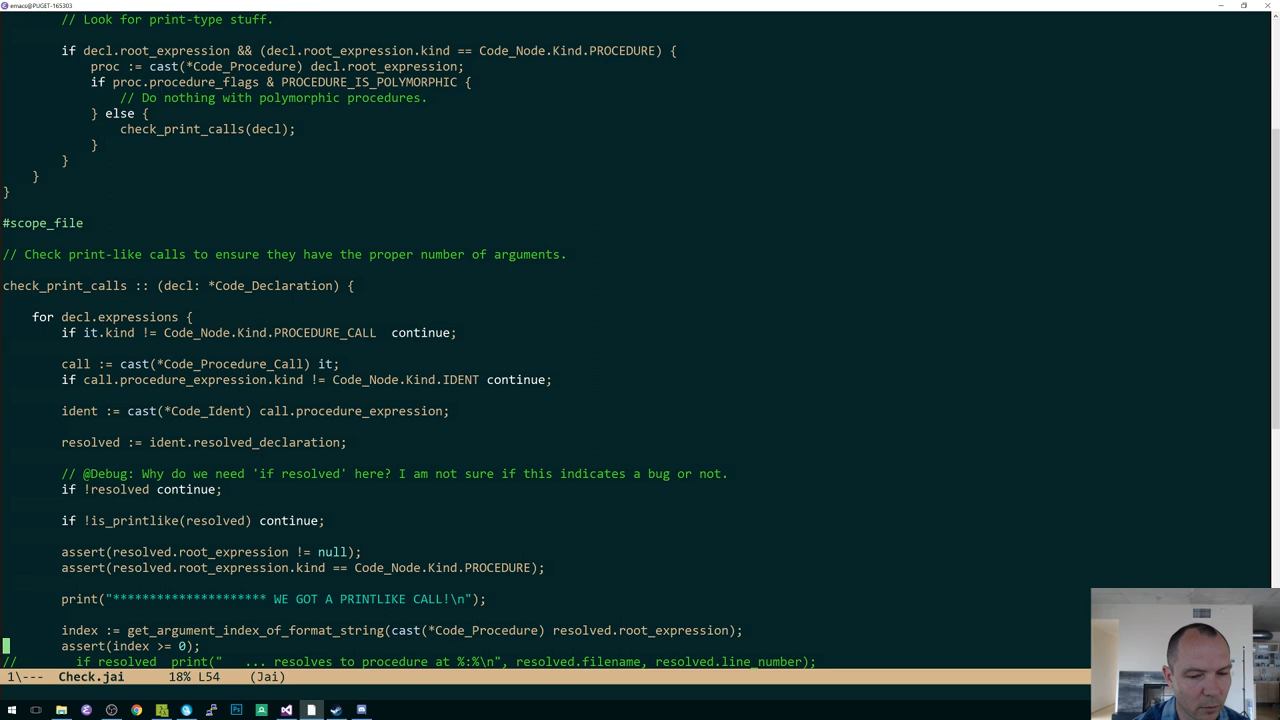 emacs@PUGET-165303
// Look for print-type stuff.
if decl.root_expression && (decl.root_expression.kind == Code_Node.Kind.PROCEDURE) {
proc := cast(*Code_Procedure) decl.root_expression;
if proc.procedure_flags & PROCEDURE_IS_POLYMORPHIC {
// Do nothing with polymorphic procedures.
} else {
check_print_calls(decl);
}
}
}
}
#scope_file
// Check print-like calls to ensure they have the proper number of arguments.
check_print_calls :: (decl: *Code_Declaration) {
for decl.expressions {
if it.kind != Code_Node.Kind.PROCEDURE_CALL  continue;
call := cast(*Code_Procedure_Call) it;
if call.procedure_expression.kind != Code_Node.Kind.IDENT continue;
ident := cast(*Code_Ident) call.procedure_expression;
resolved := ident.resolved_declaration;
// @Debug: Why do we need 'if resolved' here? I am not sure if this indicates a bug or not.
if !resolved continue;
if !is_printlike(resolved) continue;
assert(resolved.root_expression != null);
assert(resolved.root_expression.kind == Code_Node.Kind.PROCEDURE);
print("********************* WE GOT A PRINTLIKE CALL!\n");
index := get_argument_index_of_format_string(cast(*Code_Procedure) resolved.root_expression);
assert(index >= 0);
//        if resolved  print("   ... resolves to procedure at %:%\n", resolved.filename, resolved.line_number);
1\---  Check.jai      18% L54    (Jai)